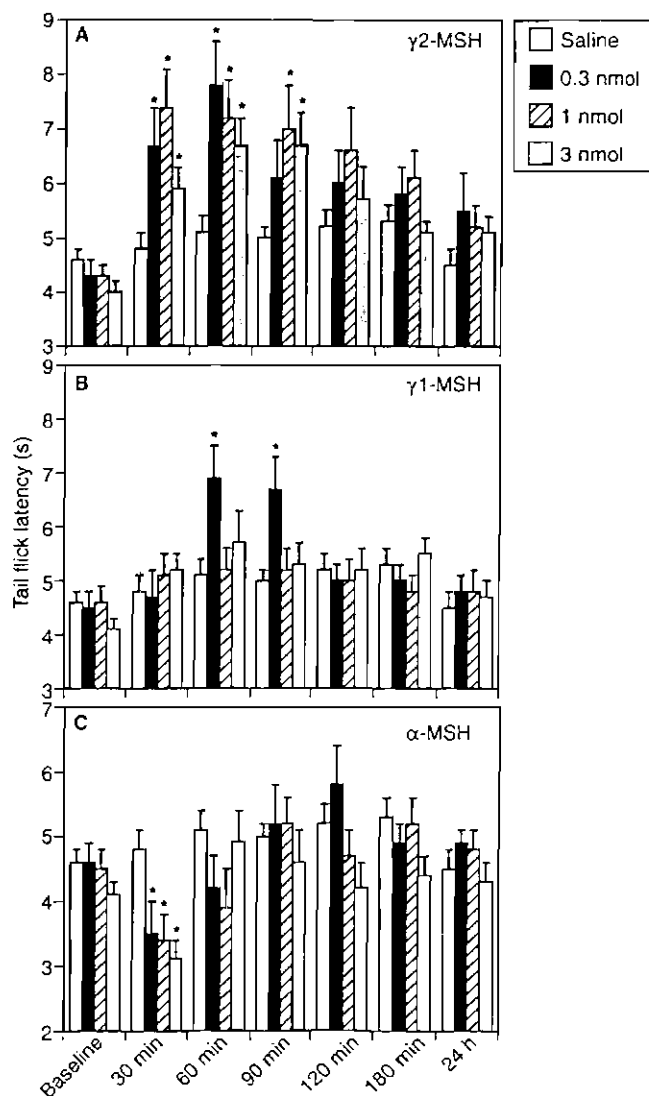 A
γ2-MSH
Saline
0.3 nmol
1 nmol
3 nmol
9
8
7
6
5
4
3
* * * * * * * *
B
γ1-MSH
9
8
7
6
5
4
3
* *
Tail flick latency (s)
C
α-MSH
7
6
5
4
3
2
* * *
Baseline
30 min
60 min
90 min
120 min
180 min
24 h